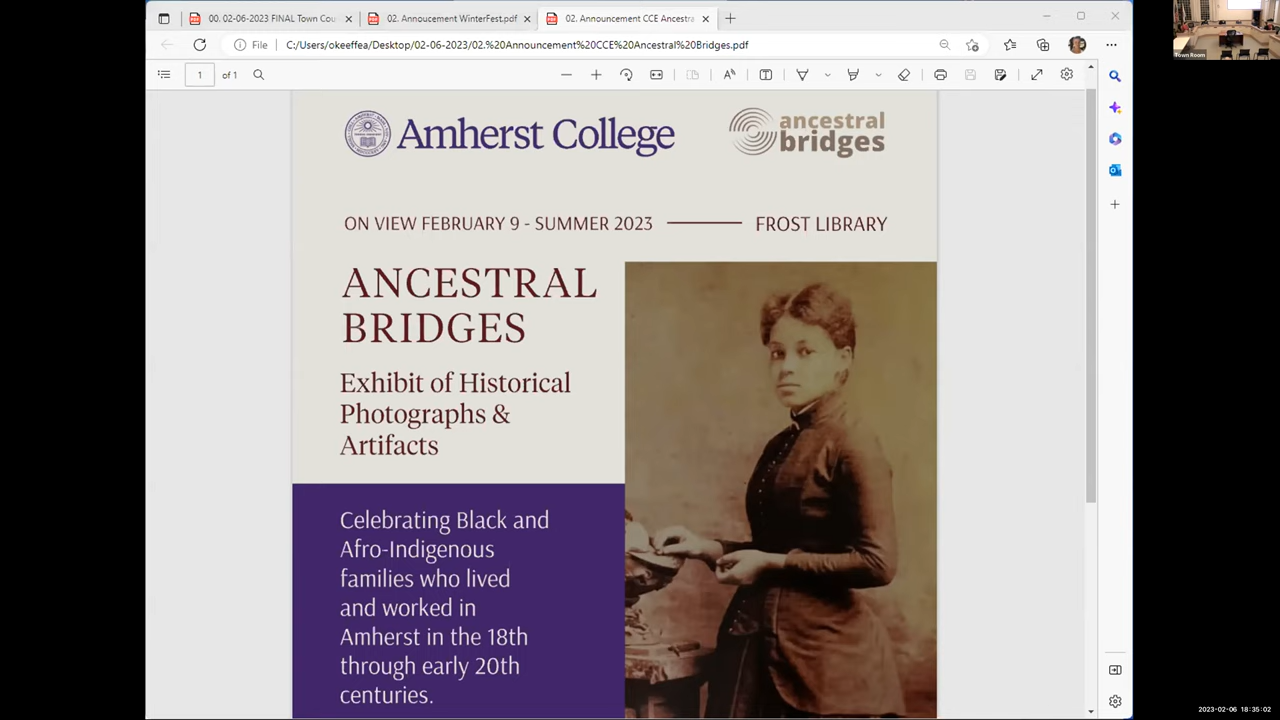 00. 02-06-2023 FINAL Town Cou
02. Annoucement WinterFest.pdf
02. Announcement CCE Ancestra
File
C:/Users/okeeffea/Desktop/02-06-2023/02.%20Announcement%20CCE%20Ancestral%20Bridges.pdf
1 of 1
Amherst College
ancestral
bridges
ON VIEW FEBRUARY 9 - SUMMER 2023
FROST LIBRARY
ANCESTRAL
BRIDGES
Exhibit of Historical
Photographs &
Artifacts
Celebrating Black and
Afro-Indigenous
families who lived
and worked in
Amherst in the 18th
through early 20th
centuries.
Town Room
2023-02-06 18:35:02